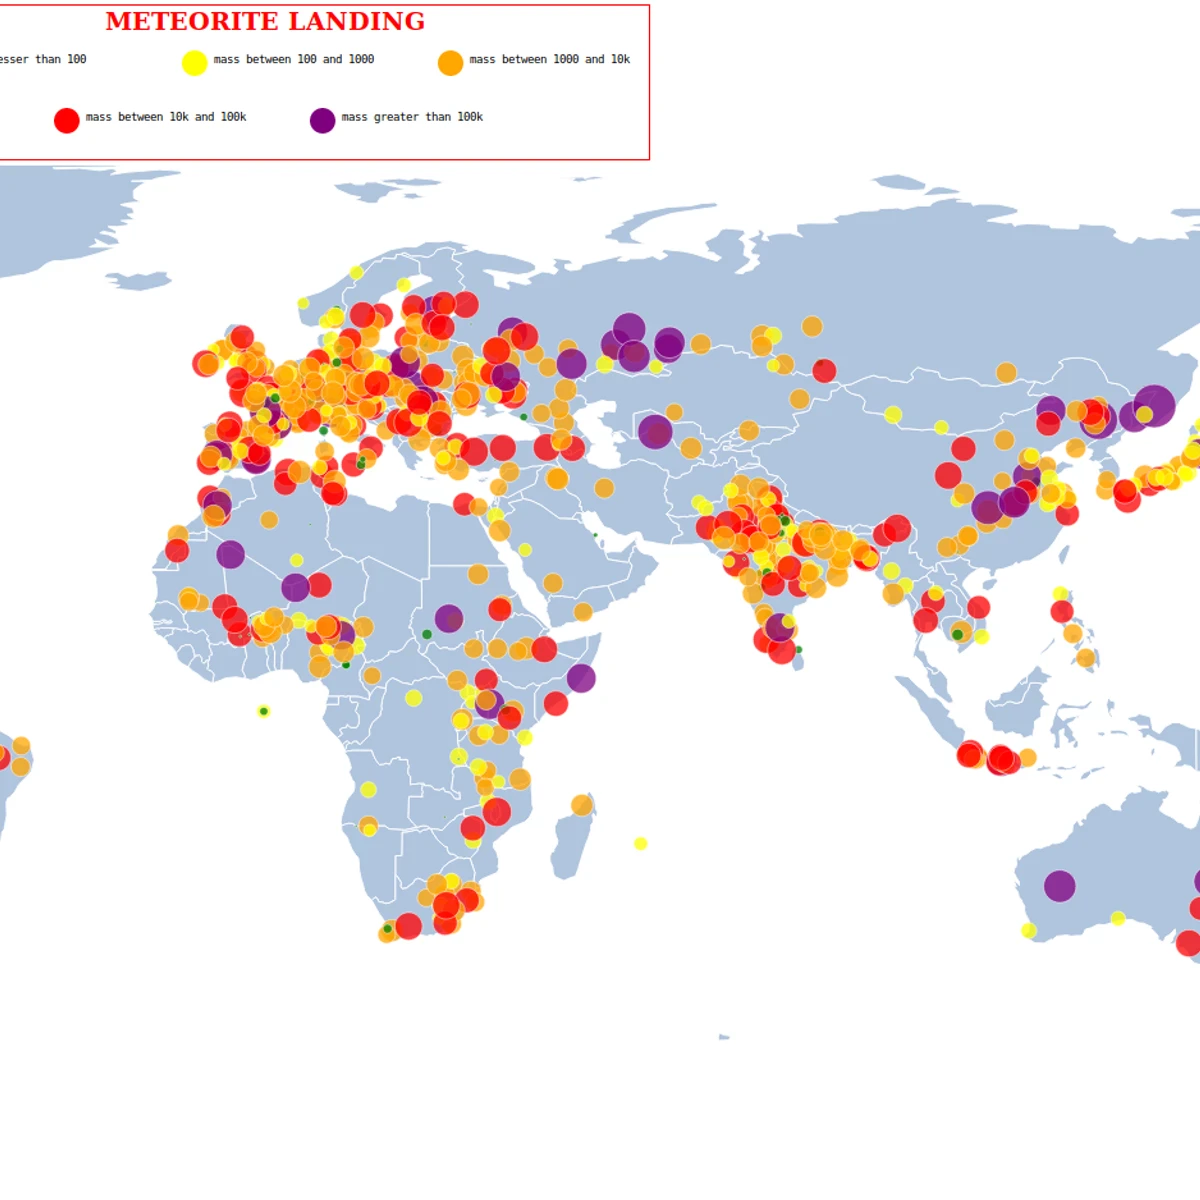 METEORITE LANDING
than 100
mass between 100 and 1000
mass between 1000 and 10k
mass between 10k and 100k
mass greater than 100k